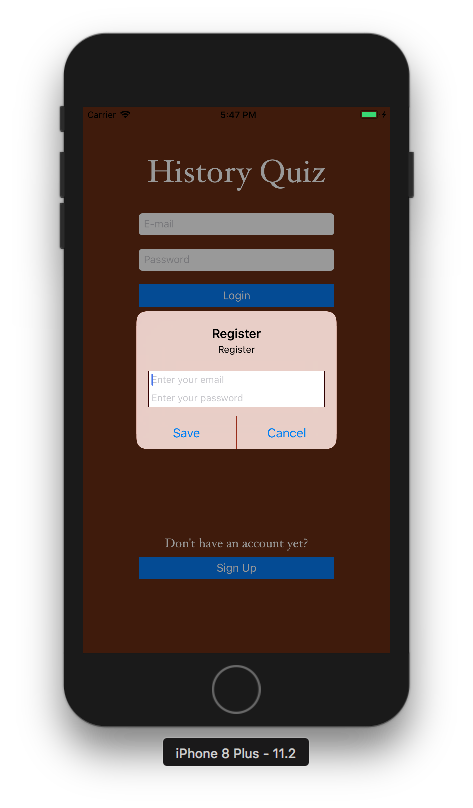 Carrier 5:47 PM
History Quiz
E-mail
Password
Login
Register
Register
Enter your email
Enter your password
Save Cancel
Don't have an account yet?
Sign Up
iPhone 8 Plus - 11.2